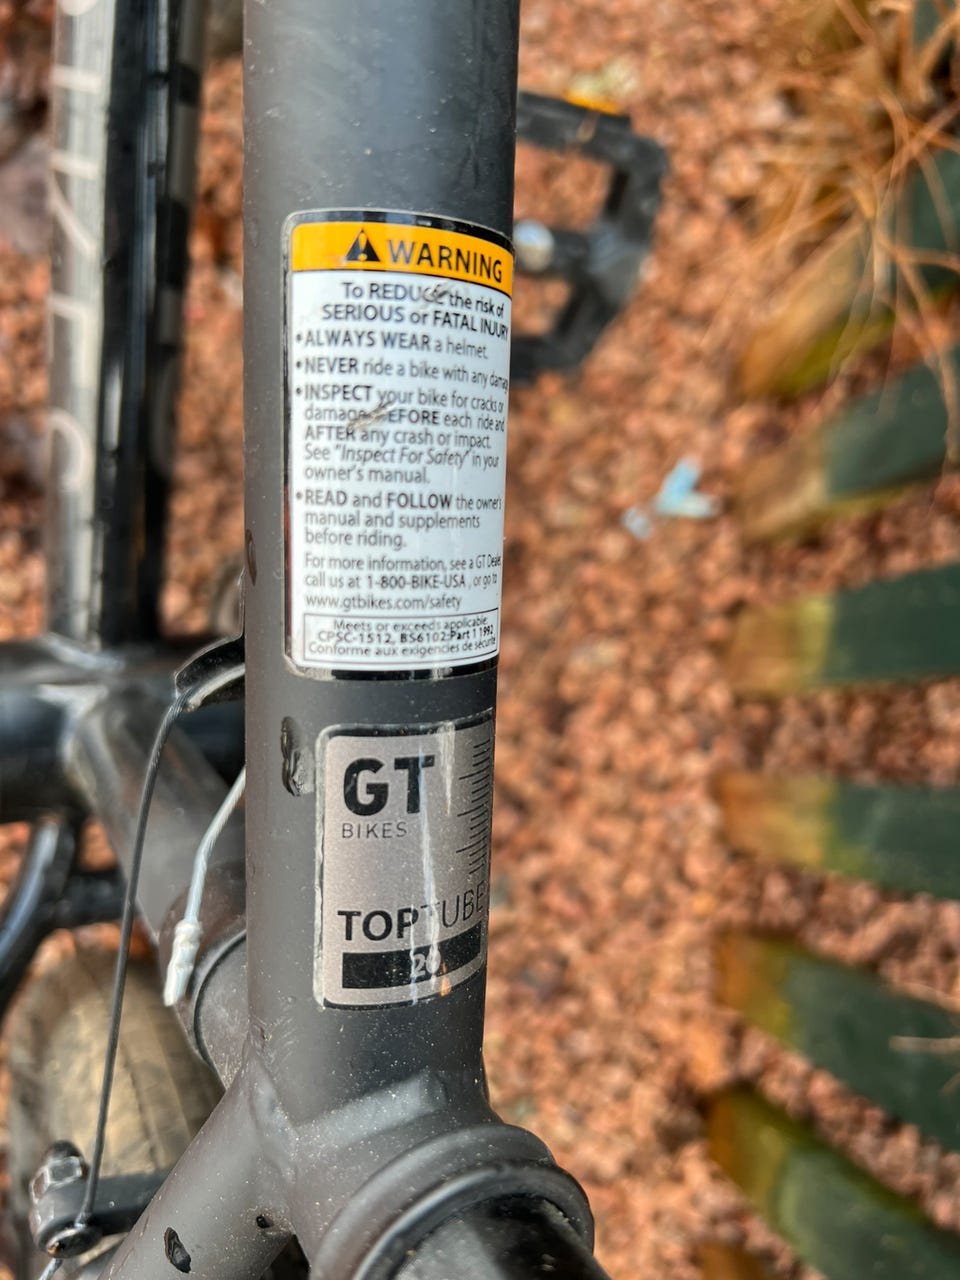 WARNING
To REDUCE the risk of
SERIOUS or FATAL INJURY
•ALWAYS WEAR a helmet.
•NEVER ride a bike with any damag
•INSPECT your bike for cracks or
damage BEFORE each ride and
AFTER any crash or impact.
See "Inspect For Safety" in your
owner's manual.
•READ and FOLLOW the owner's
manual and supplements
before riding.
For more information, see a GT Deale
call us at 1-800-BIKE-USA , or go to
www.gtbikes.com/safety
Meets or exceeds applicable:
CPSC-1512, BS6102:Part 1 1992
Conforme aux exigencies de sécurité
GT
BIKES
TOPTUBE
20